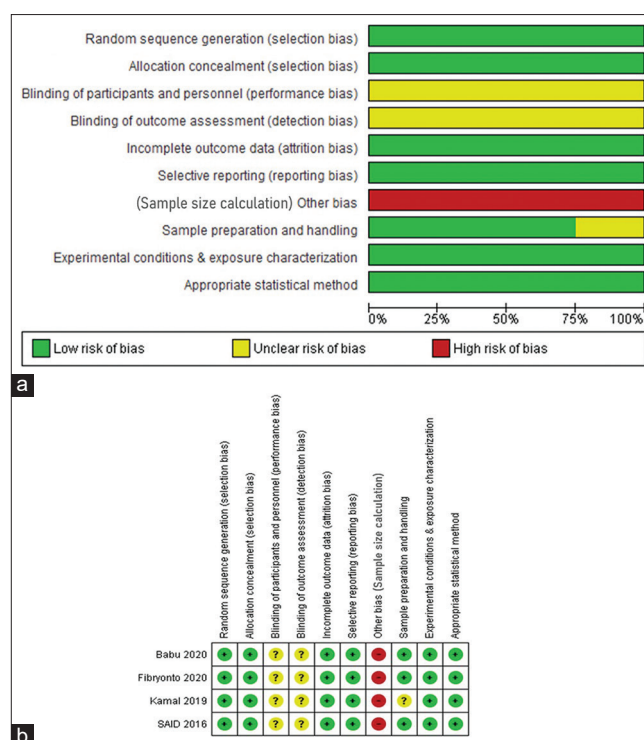 Random sequence generation (selection bias)
Allocation concealment (selection bias)
Blinding of participants and personnel (performance bias)
Blinding of outcome assessment (detection bias)
Incomplete outcome data (attrition bias)
Selective reporting (reporting bias)
(Sample size calculation) Other bias
Sample preparation and handling
Experimental conditions & exposure characterization
Appropriate statistical method
0% 25% 50% 75% 100%
Low risk of bias Unclear risk of bias High risk of bias
a
Random sequence generation (selection bias)
Allocation concealment (selection bias)
Blinding of participants and personnel (performance bias)
Blinding of outcome assessment (detection bias)
Incomplete outcome data (attrition bias)
Selective reporting (reporting bias)
Other bias (Sample size calculation)
Sample preparation and handling
Experimental conditions & exposure characterization
Appropriate statistical method
Babu 2020 + + ? ? + + - + + +
Fibryonto 2020 + + ? ? + + - + + +
Kamal 2019 + + ? ? + + - ? + +
SAID 2016 + + ? ? + + - + + +
b